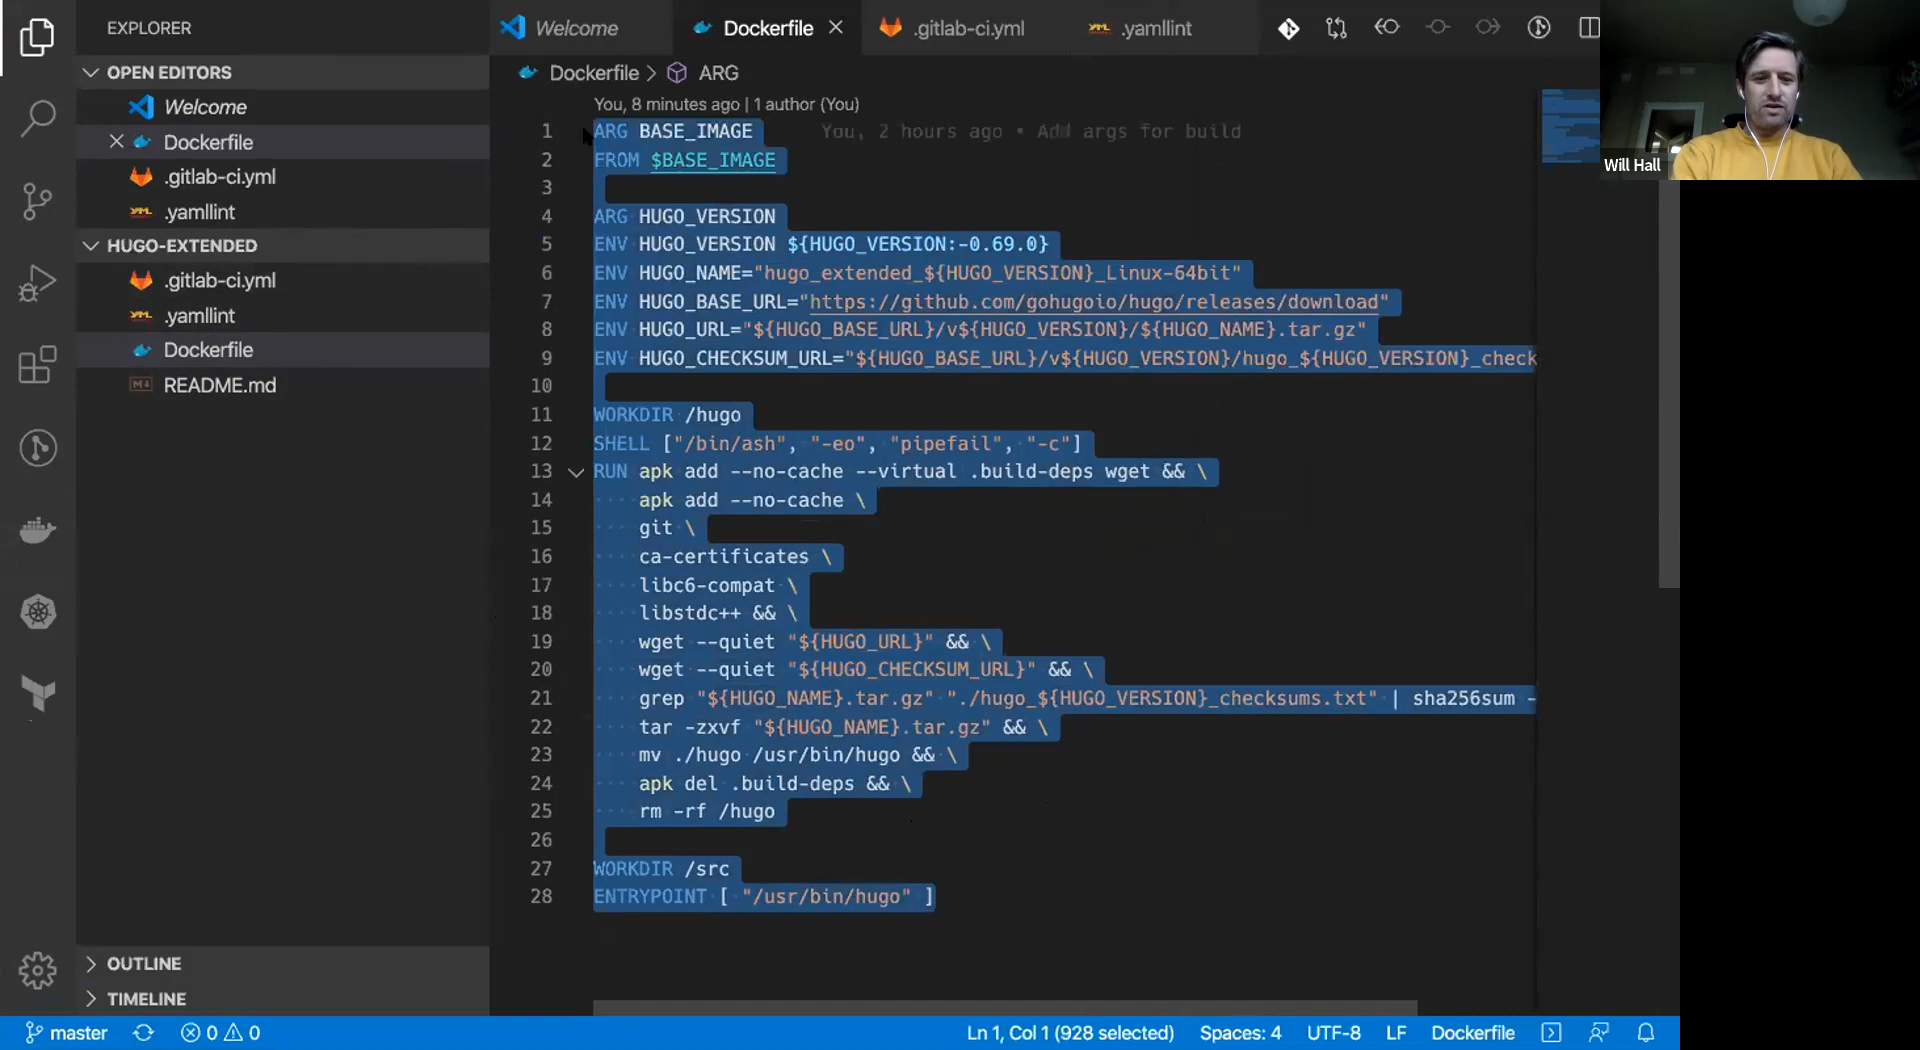 EXPLORER
OPEN EDITORS
Welcome
Dockerfile
.gitlab-ci.yml
.yamllint
HUGO-EXTENDED
.gitlab-ci.yml
.yamllint
Dockerfile
README.md
OUTLINE
TIMELINE
Welcome
Dockerfile
.gitlab-ci.yml
.yamllint
Dockerfile > ARG
You, 8 minutes ago | 1 author (You)
1 ARG BASE_IMAGE You, 2 hours ago • Add args for build
2 FROM $BASE_IMAGE
3
4 ARG HUGO_VERSION
5 ENV HUGO_VERSION ${HUGO_VERSION:-0.69.0}
6 ENV HUGO_NAME="hugo_extended_${HUGO_VERSION}_Linux-64bit"
7 ENV HUGO_BASE_URL="https://github.com/gohugoio/hugo/releases/download"
8 ENV HUGO_URL="${HUGO_BASE_URL}/v${HUGO_VERSION}/${HUGO_NAME}.tar.gz"
9 ENV HUGO_CHECKSUM_URL="${HUGO_BASE_URL}/v${HUGO_VERSION}/hugo_${HUGO_VERSION}_check
10
11 WORKDIR /hugo
12 SHELL ["/bin/ash", "-eo", "pipefail", "-c"]
13 RUN apk add --no-cache --virtual .build-deps wget && \
14 apk add --no-cache \
15 git \
16 ca-certificates \
17 libc6-compat \
18 libstdc++ && \
19 wget --quiet "${HUGO_URL}" && \
20 wget --quiet "${HUGO_CHECKSUM_URL}" && \
21 grep "${HUGO_NAME}.tar.gz" "./hugo_${HUGO_VERSION}_checksums.txt" | sha256sum -
22 tar -zxvf "${HUGO_NAME}.tar.gz" && \
23 mv ./hugo /usr/bin/hugo && \
24 apk del .build-deps && \
25 rm -rf /hugo
26
27 WORKDIR /src
28 ENTRYPOINT [ "/usr/bin/hugo" ]
Will Hall
master 0 0 Ln 1, Col 1 (928 selected) Spaces: 4 UTF-8 LF Dockerfile